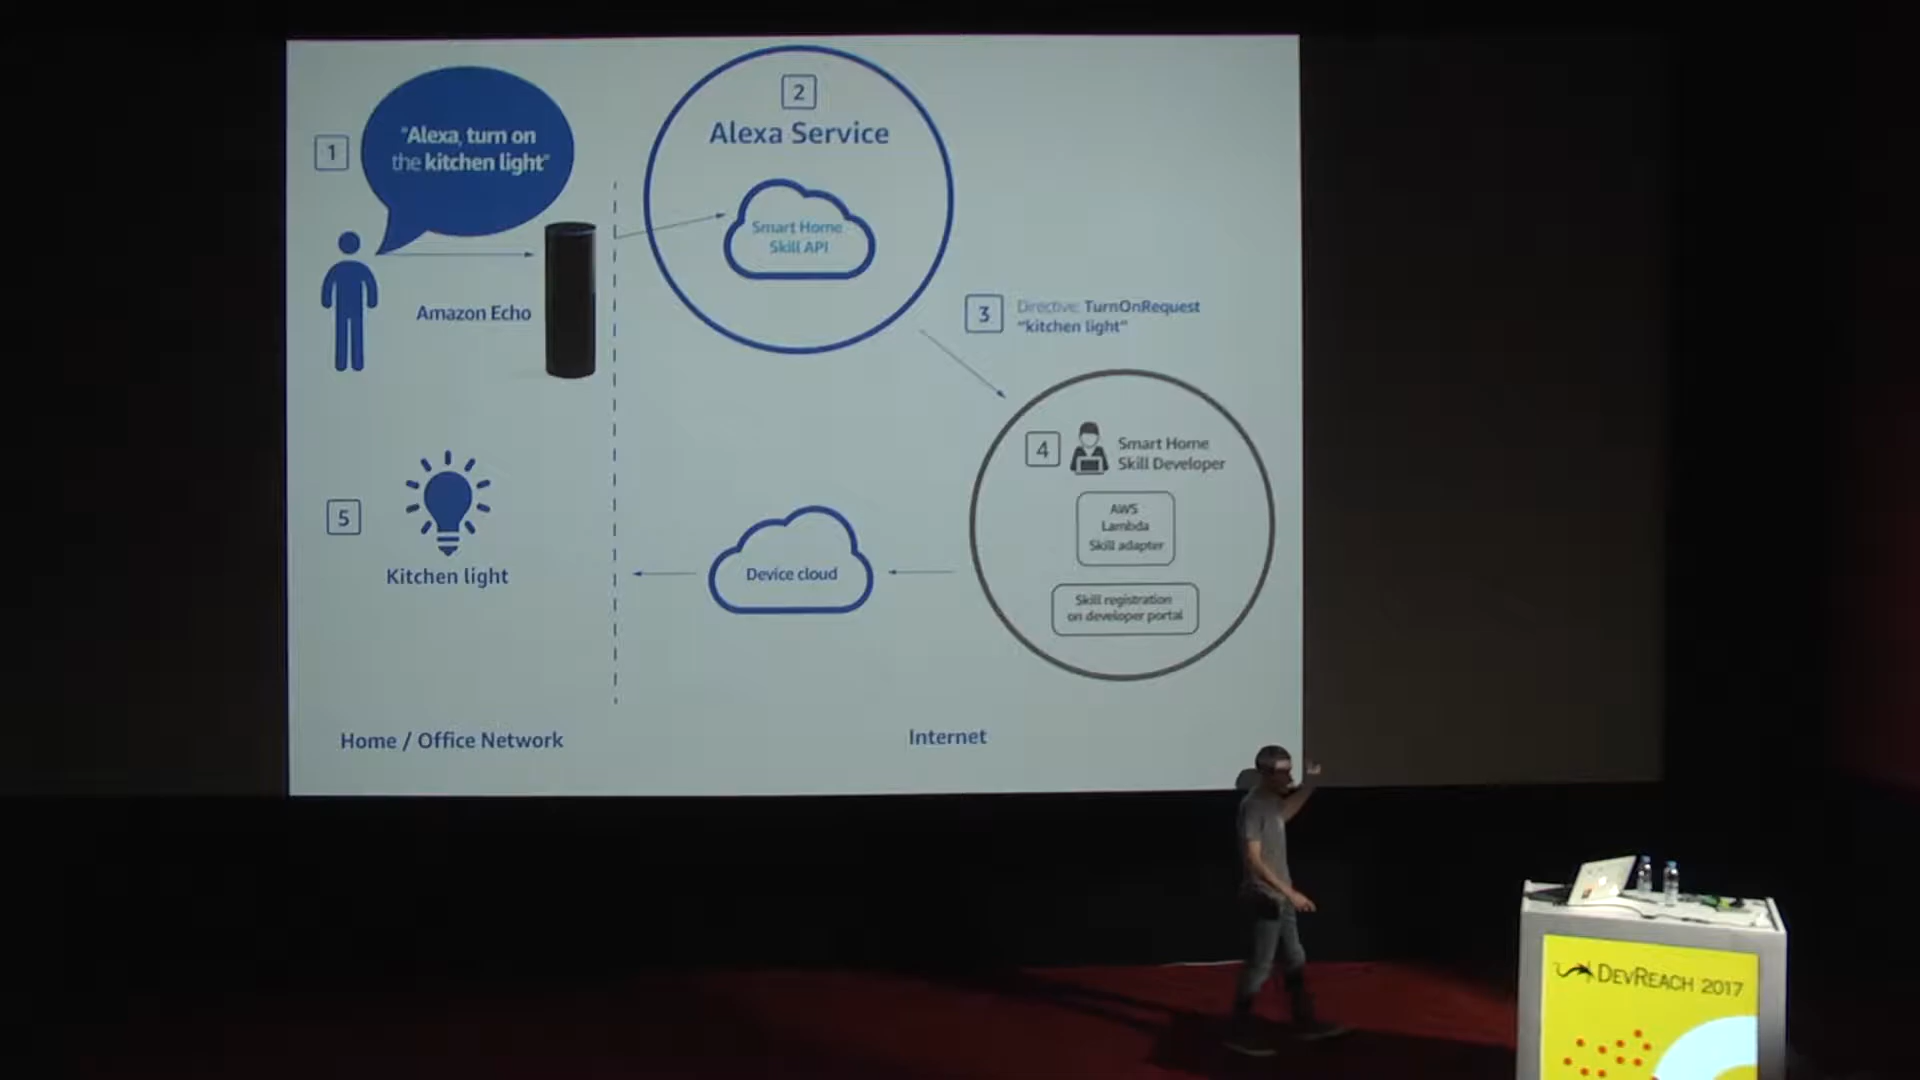 1
"Alexa, turn on
the kitchen light"
Amazon Echo
2
Alexa Service
Smart Home
Skill API
3
Directive: TurnOnRequest
"kitchen light"
4
Smart Home
Skill Developer
AWS
Lambda
Skill adapter
Skill registration
on developer portal
Device cloud
5
Kitchen light
Home / Office Network
Internet
DEVREACH 2017